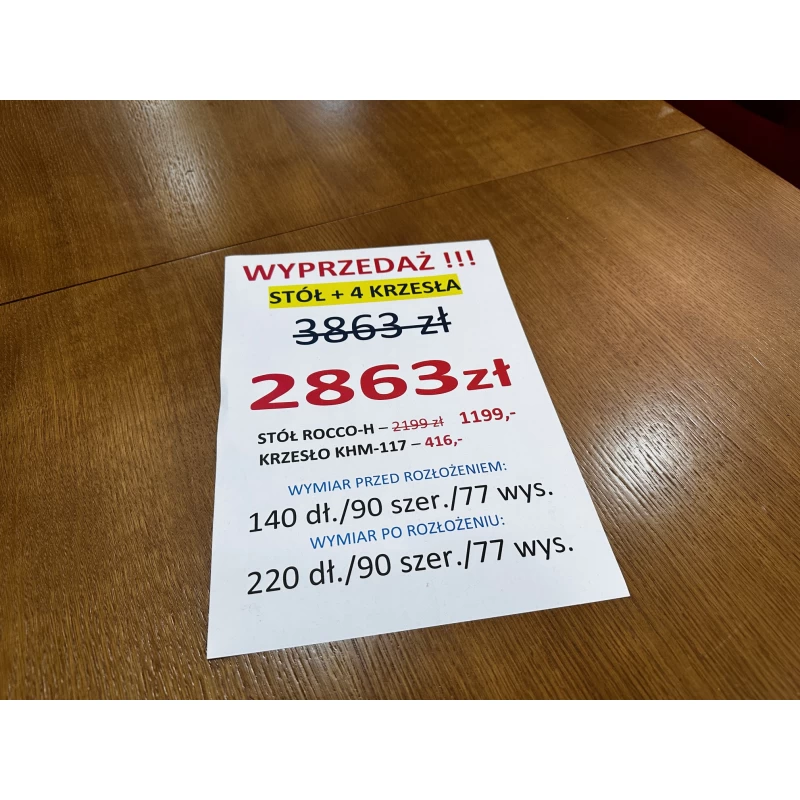 WYPRZEDAŻ !!!
STÓŁ + 4 KRZESŁA
3863 zł
2863zł
STÓŁ ROCCO-H – 2199 zł 1199,-
KRZESŁO KHM-117 – 416,-
WYMIAR PRZED ROZŁOŻENIEM:
140 dł./90 szer./77 wys.
WYMIAR PO ROZŁOŻENIU:
220 dł./90 szer./77 wys.